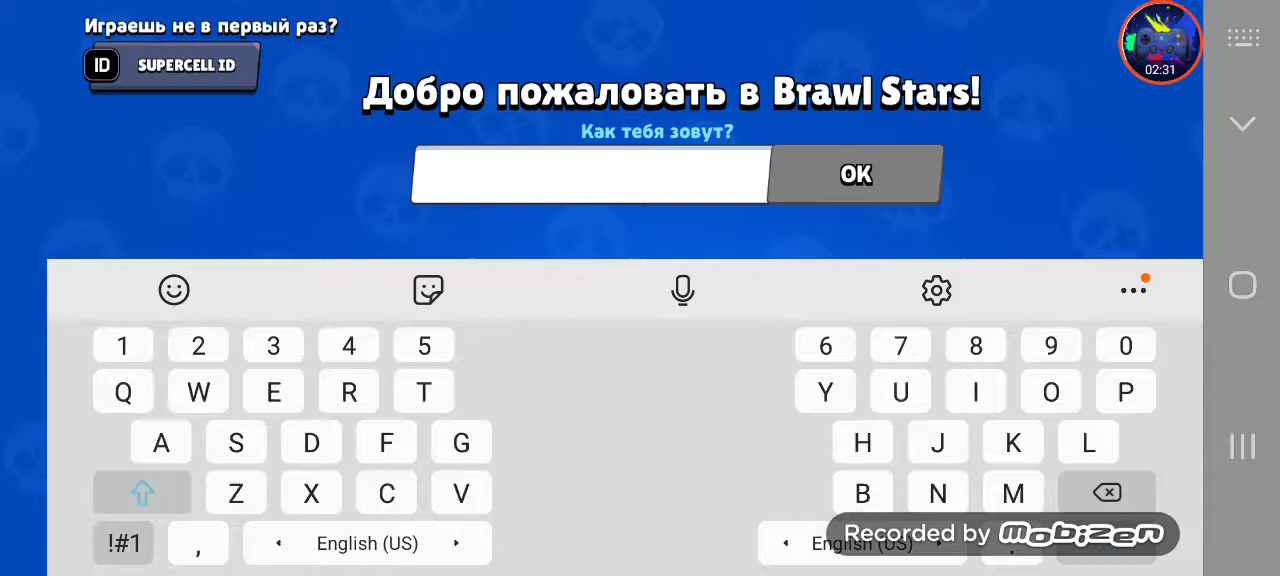 Играешь не в первый раз?
ID SUPERCELL ID
02:31
Добро пожаловать в Brawl Stars!
Как тебя зовут?
OK
1 2 3 4 5 6 7 8 9 0
Q W E R T Y U I O P
A S D F G H J K L
Z X C V B N M
!#1 , English (US) English (US) .
Recorded by mobizen